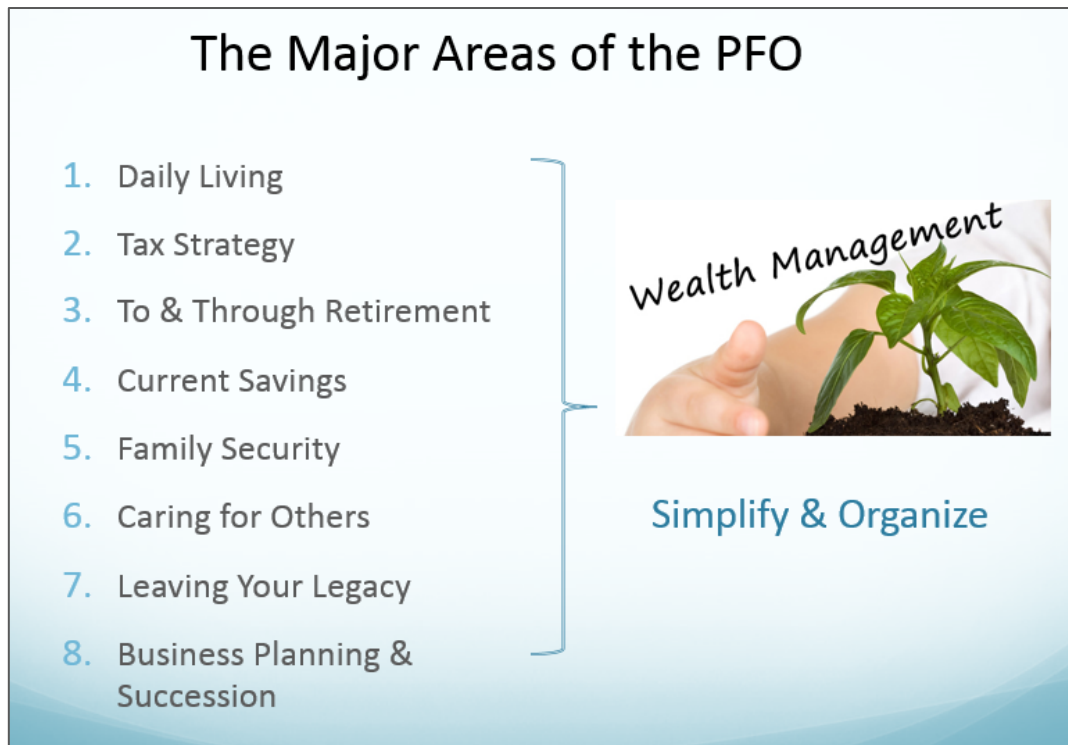 The Major Areas of the PFO
1. Daily Living
2. Tax Strategy
3. To & Through Retirement
4. Current Savings
5. Family Security
6. Caring for Others
7. Leaving Your Legacy
8. Business Planning &
Succession
Wealth Management
Simplify & Organize